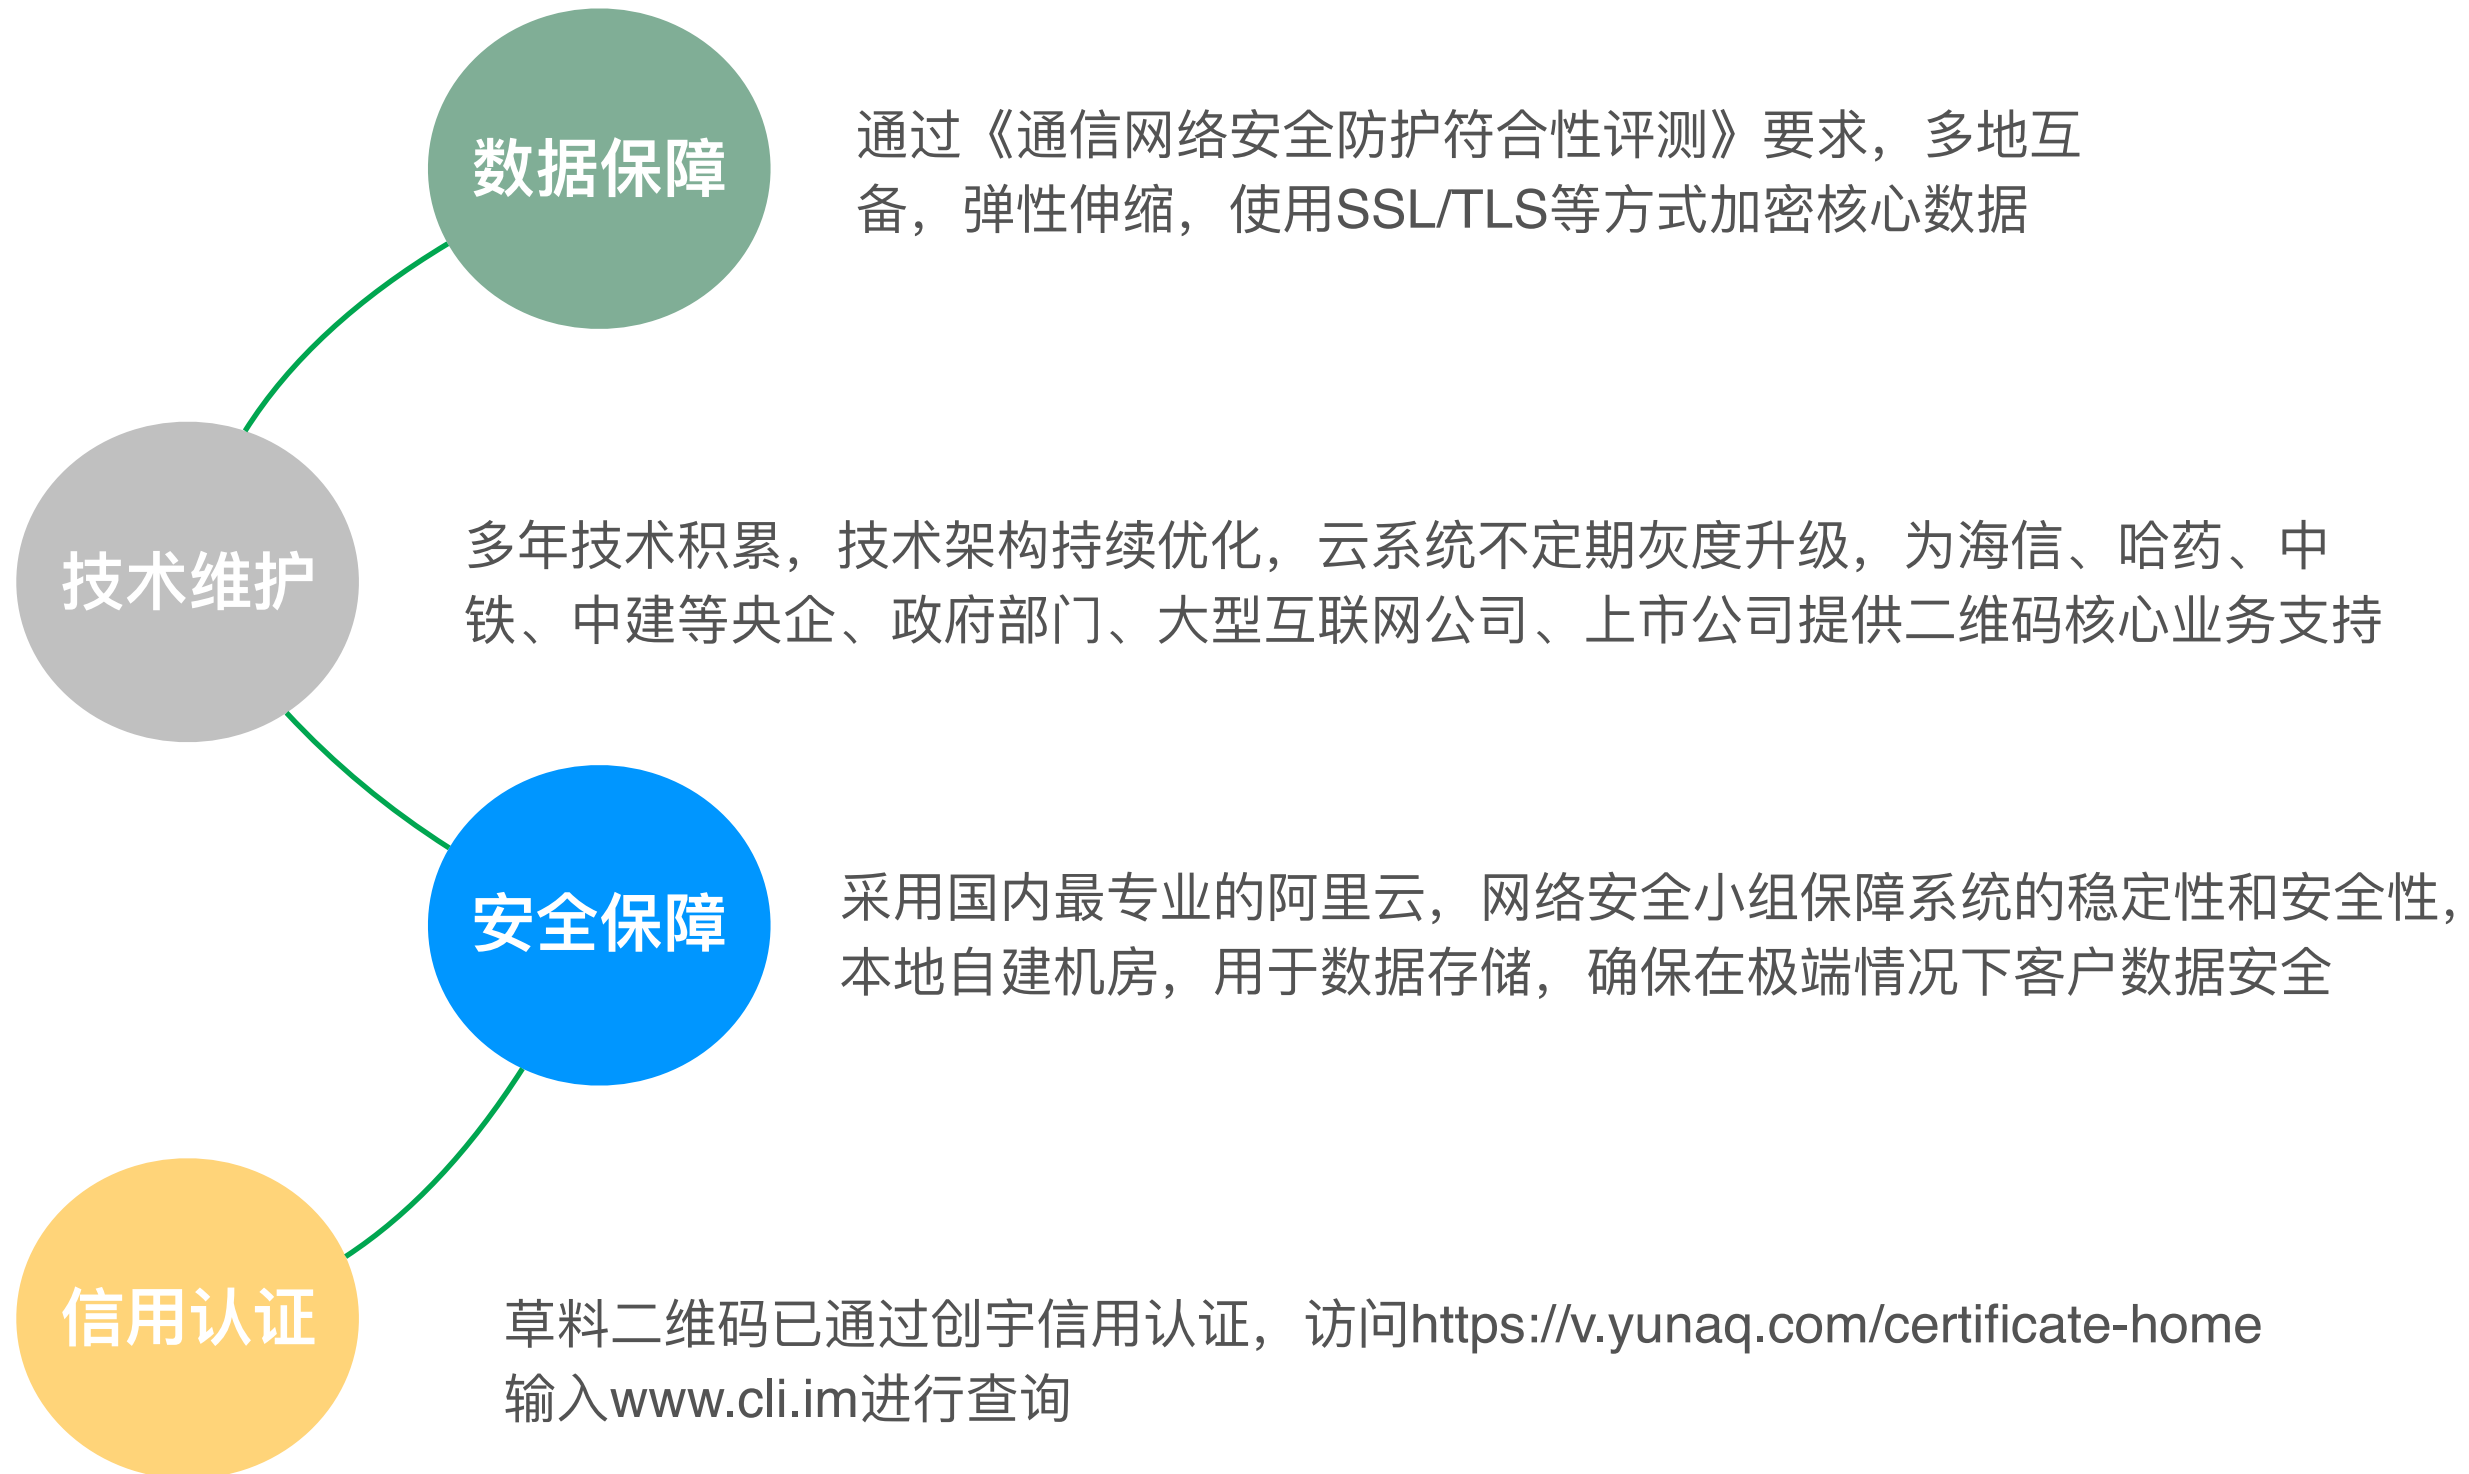 数据保障
通过《通信网络安全防护符合性评测》要求，多地互
备，弹性伸缩，使用SSL/TLS等方式加密核心数据
技术维护
多年技术积累，技术架构持续优化，云系统不定期灰度升级，为海信、哈药、中
铁、中建等央企、政府部门、大型互联网公司、上市公司提供二维码核心业务支持
安全保障
采用国内最专业的阿里云，网络安全小组保障系统的稳定性和安全性，
本地自建机房，用于数据存储，确保在极端情况下客户数据安全
信用认证
草料二维码已通过创宇信用认证，访问https://v.yunaq.com/certificate-home
输入www.cli.im进行查询